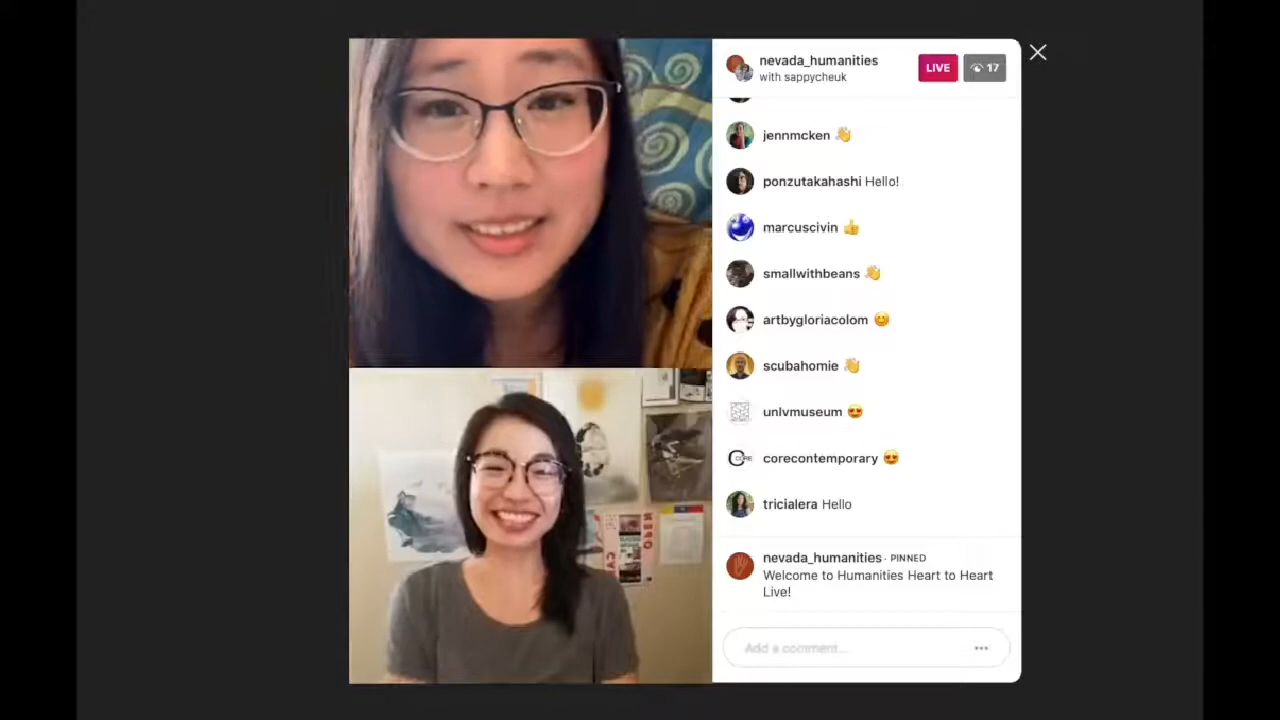 nevada_humanities
with sappycheuk
LIVE
17
jennmcken 👋
ponzutakahashi Hello!
marcuscivin 👍
smallwithbeans 👋
artbygloriacolom 😀
scubahomie 👋
unlvmuseum 😍
CORE
corecontemporary 😍
tricialera Hello
nevada_humanities · PINNED
Welcome to Humanities Heart to Heart
Live!
Add a comment...